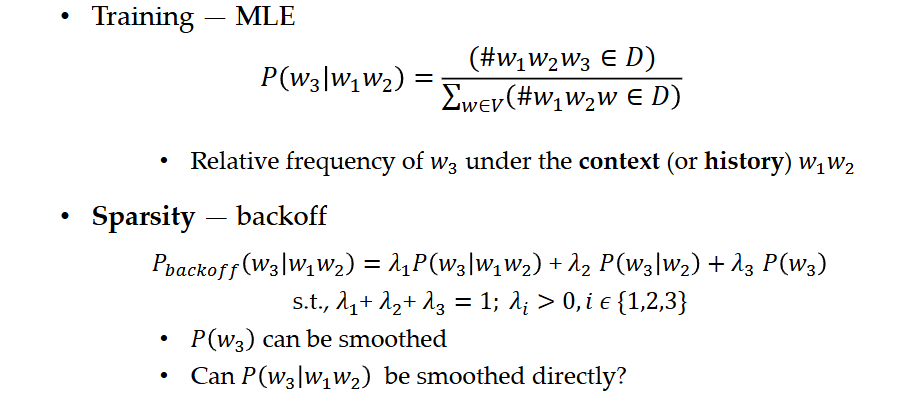 • Training — MLE
P(w₃|w₁w₂) = (#w₁w₂w₃ ∈ D) / ∑_{w∈V}(#w₁w₂w ∈ D)
• Relative frequency of w₃ under the context (or history) w₁w₂
• Sparsity — backoff
P_{backoff}(w₃|w₁w₂) = λ₁P(w₃|w₁w₂) + λ₂ P(w₃|w₂) + λ₃ P(w₃)
s.t., λ₁+ λ₂+ λ₃ = 1; λᵢ > 0, i ϵ {1,2,3}
• P(w₃) can be smoothed
• Can P(w₃|w₁w₂) be smoothed directly?